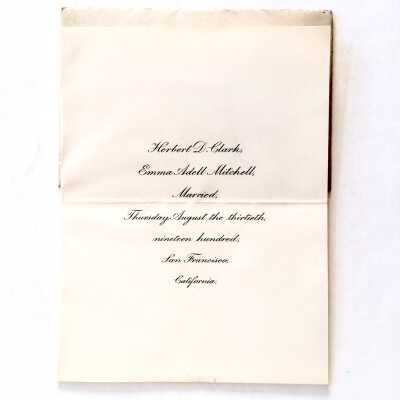 Herbert D. Clark,
Emma Adell Mitchell,
Married,
Thursday August the thirtieth,
nineteen hundred,
San Francisco,
California.